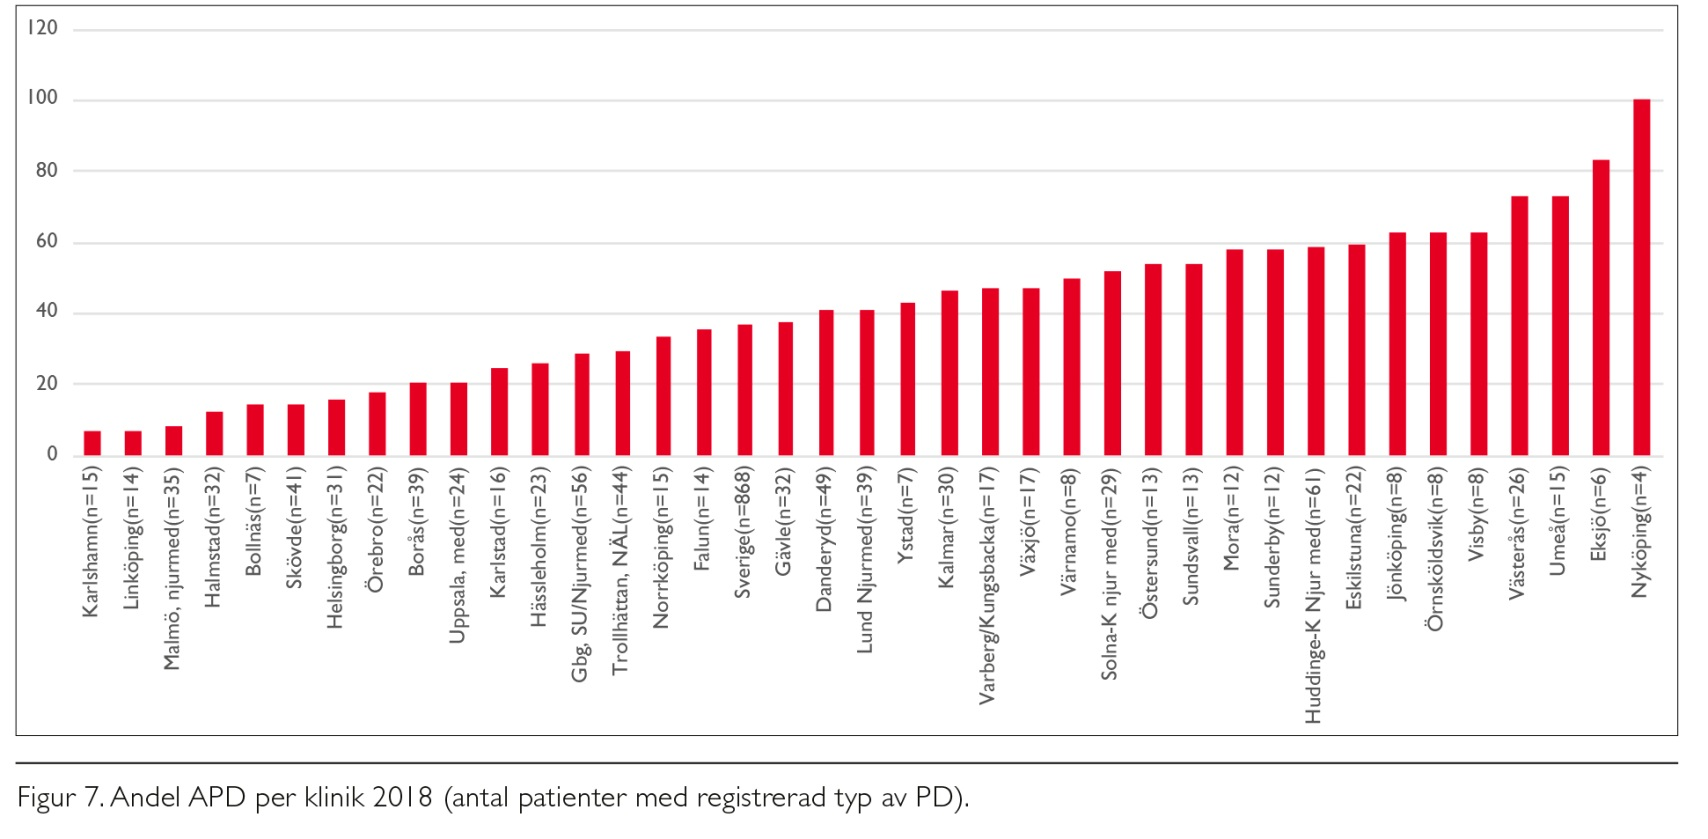 120
100
80
60
40
20
0
Karlshamn(n=15)
Linköping(n=14)
Malmö, njurmed(n=35)
Halmstad(n=32)
Bollnäs(n=7)
Skövde(n=41)
Helsingborg(n=31)
Örebro(n=22)
Borås(n=39)
Uppsala, med(n=24)
Karlstad(n=16)
Hässleholm(n=23)
Gbg, SU/Njurmed(n=56)
Trollhättan, NÄL(n=44)
Norrköping(n=15)
Falun(n=14)
Sverige(n=868)
Gävle(n=32)
Danderyd(n=49)
Lund Njurmed(n=39)
Ystad(n=7)
Kalmar(n=30)
Varberg/Kungsbacka(n=17)
Växjö(n=17)
Värnamo(n=8)
Solna-K njur med(n=29)
Östersund(n=13)
Sundsvall(n=13)
Mora(n=12)
Sunderby(n=12)
Huddinge-K Njur med(n=61)
Eskilstuna(n=22)
Jönköping(n=8)
Örnsköldsvik(n=8)
Visby(n=8)
Västerås(n=26)
Umeå(n=15)
Eksjö(n=6)
Nyköping(n=4)
Figur 7. Andel APD per klinik 2018 (antal patienter med registrerad typ av PD).